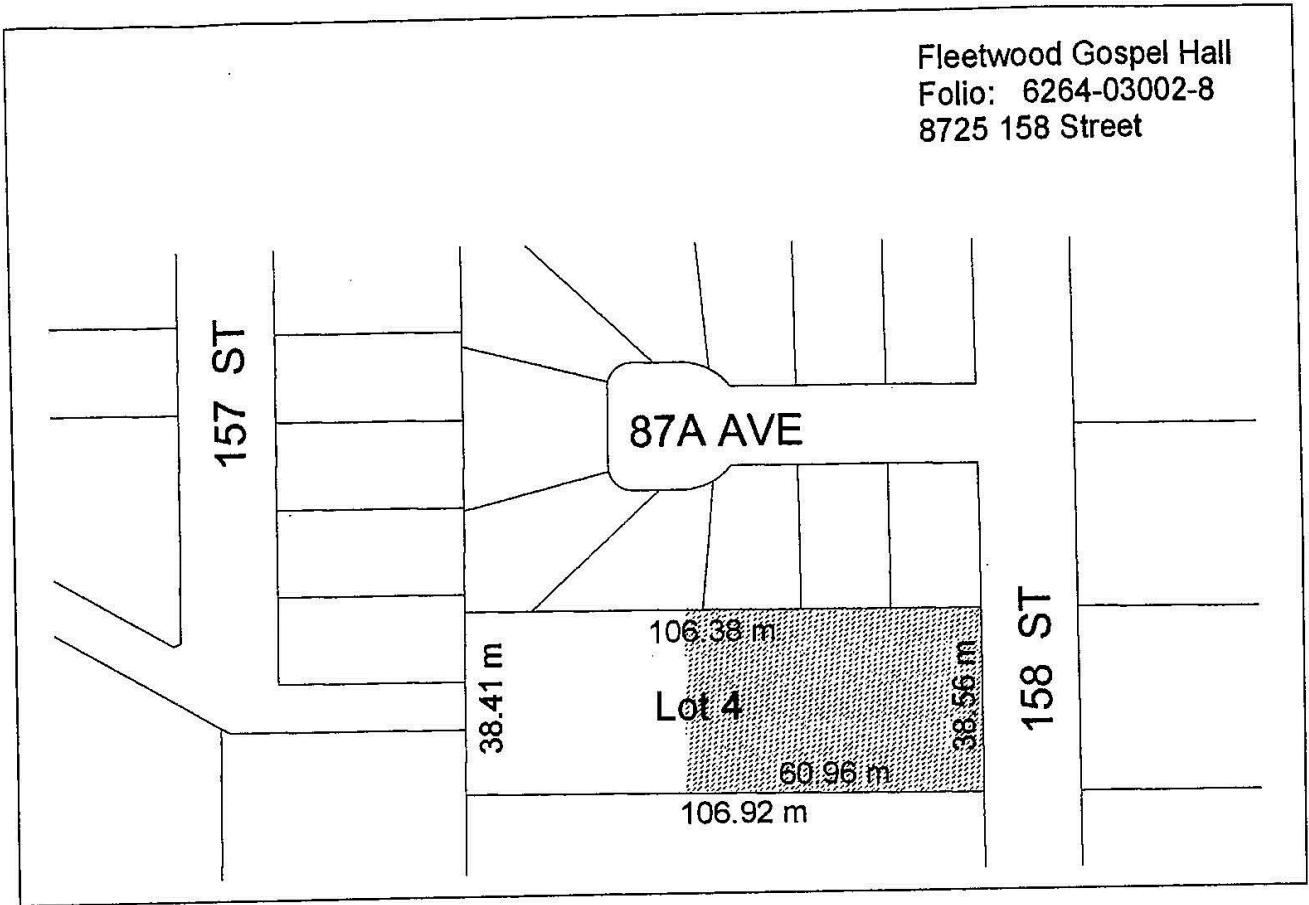 Fleetwood Gospel Hall
Folio: 6264-03002-8
8725 158 Street
157 ST
87A AVE
158 ST
106.38 m
38.41 m
Lot 4
38.56 m
60.96 m
106.92 m